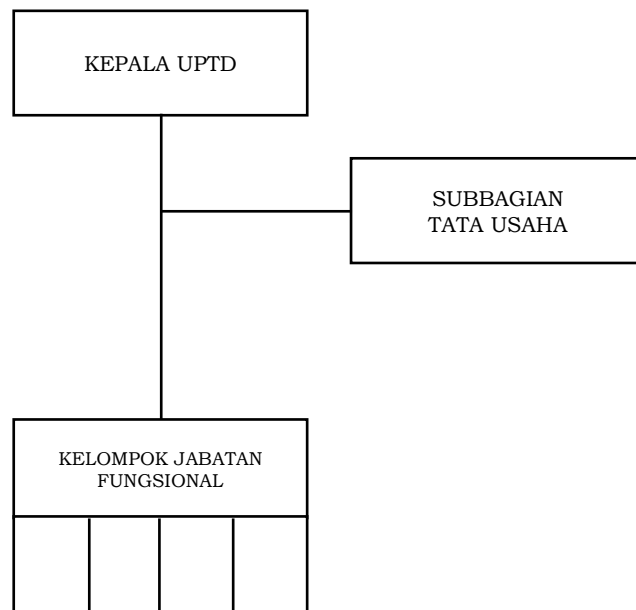 KEPALA UPTD
SUBBAGIAN
TATA USAHA
KELOMPOK JABATAN
FUNGSIONAL